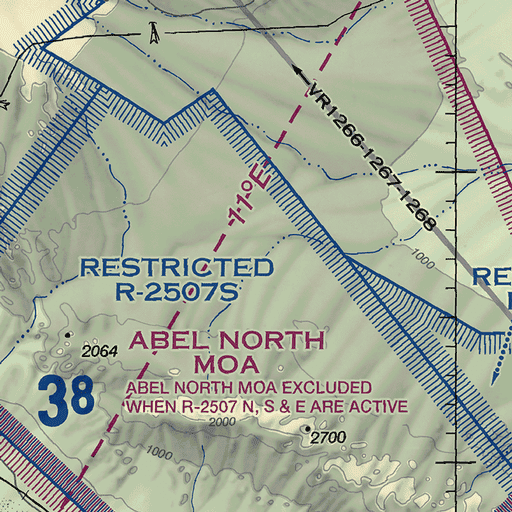 VR1266-1267-1268
11°E
1000
RESTRICTED
R-2507S
RE
2064
ABEL NORTH
MOA
ABEL NORTH MOA EXCLUDED
WHEN R-2507 N, S & E ARE ACTIVE
38
2000
2700
1000